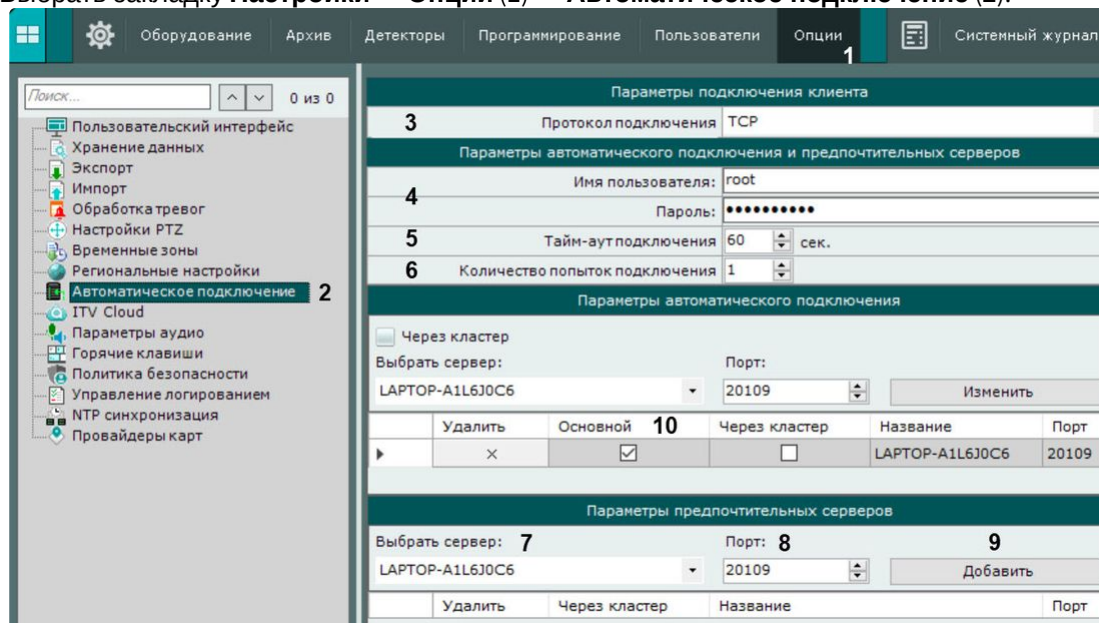 Выбрать закладку Настройки — Опции (1) — Автоматическое подключение (2).
Оборудование Архив Детекторы Программирование Пользователи Опции 1 Системный журнал
Поиск... 0 из 0
Пользовательский интерфейс
Хранение данных
Экспорт
Импорт
Обработка тревог
Настройки PTZ
Временные зоны
Региональные настройки
Автоматическое подключение 2
ITV Cloud
Параметры аудио
Горячие клавиши
Политика безопасности
Управление логированием
NTP синхронизация
Провайдеры карт
Параметры подключения клиента
3 Протокол подключения TCP
Параметры автоматического подключения и предпочтительных серверов
4 Имя пользователя: root
Пароль: ••••••••••
5 Тайм-аут подключения 60 сек.
6 Количество попыток подключения 1
Параметры автоматического подключения
Через кластер
Выбрать сервер: Порт:
LAPTOP-A1L6J0C6 20109 Изменить
Удалить Основной 10 Через кластер Название Порт
LAPTOP-A1L6J0C6 20109
Параметры предпочтительных серверов
Выбрать сервер: 7 Порт: 8 9
LAPTOP-A1L6J0C6 20109 Добавить
Удалить Через кластер Название Порт